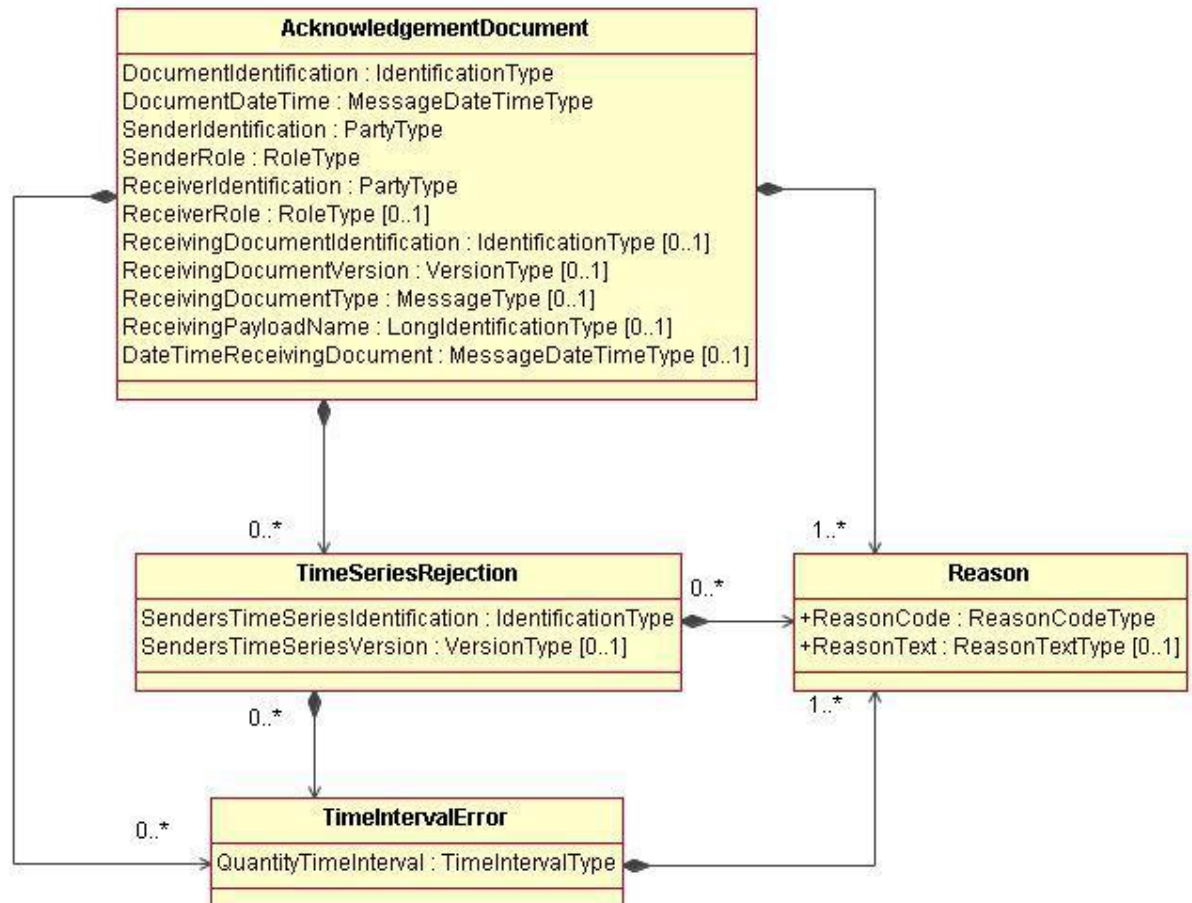 AcknowledgementDocument
DocumentIdentification : IdentificationType
DocumentDateTime : MessageDateTimeType
SenderIdentification : PartyType
SenderRole : RoleType
ReceiverIdentification : PartyType
ReceiverRole : RoleType [0..1]
ReceivingDocumentIdentification : IdentificationType [0..1]
ReceivingDocumentVersion : VersionType [0..1]
ReceivingDocumentType : MessageType [0..1]
ReceivingPayloadName : LongIdentificationType [0..1]
DateTimeReceivingDocument : MessageDateTimeType [0..1]
0..*
1..*
TimeSeriesRejection
SendersTimeSeriesIdentification : IdentificationType
SendersTimeSeriesVersion : VersionType [0..1]
0..*
Reason
+ReasonCode : ReasonCodeType
+ReasonText : ReasonTextType [0..1]
0..*
1..*
0..*
TimeIntervalError
QuantityTimeInterval : TimeIntervalType